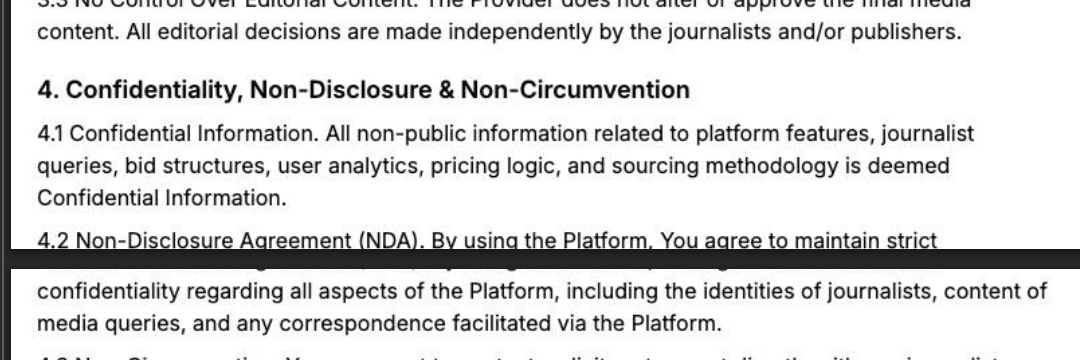 3.3 No Control Over Editorial Content. The Provider does not alter or approve the final media
content. All editorial decisions are made independently by the journalists and/or publishers.
4. Confidentiality, Non-Disclosure & Non-Circumvention
4.1 Confidential Information. All non-public information related to platform features, journalist
queries, bid structures, user analytics, pricing logic, and sourcing methodology is deemed
Confidential Information.
4.2 Non-Disclosure Agreement (NDA). By using the Platform, You agree to maintain strict
confidentiality regarding all aspects of the Platform, including the identities of journalists, content of
media queries, and any correspondence facilitated via the Platform.